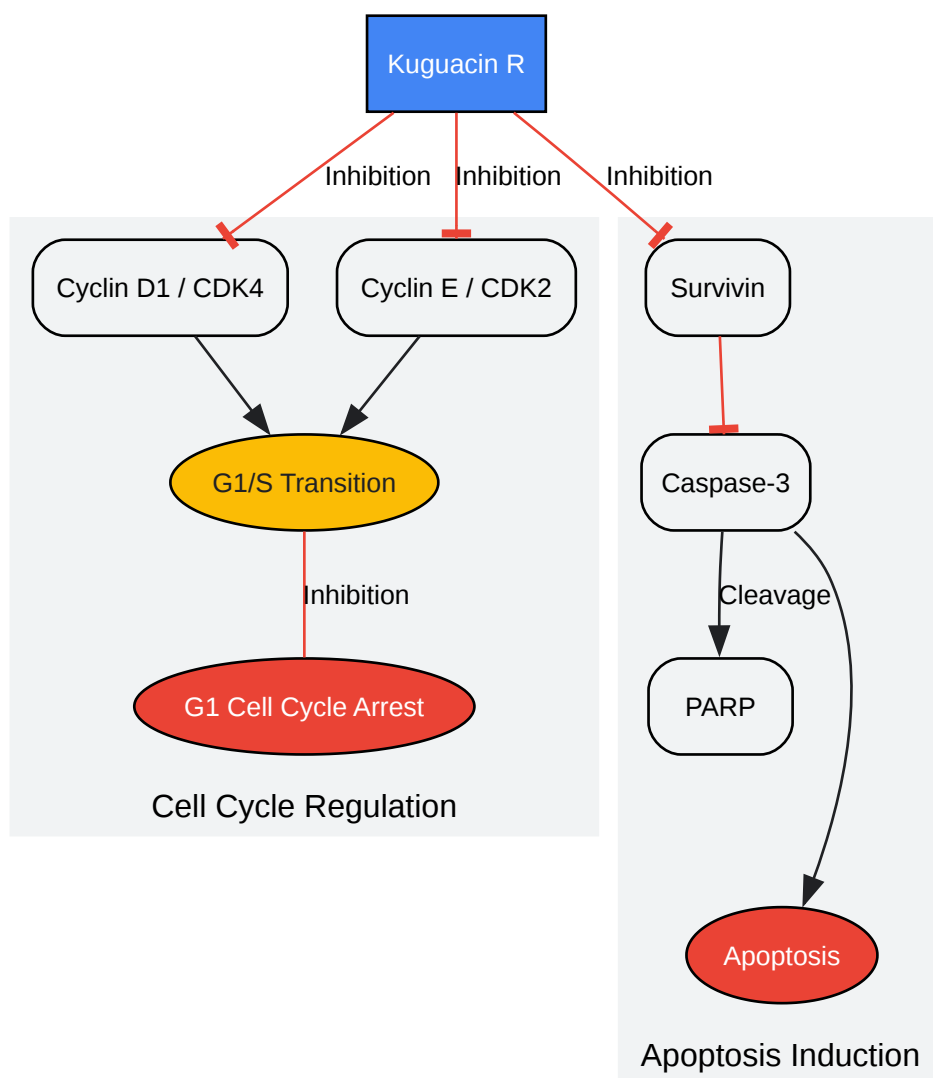 Kuguacin R
Inhibition
Inhibition
Inhibition
Cyclin D1 / CDK4
Cyclin E / CDK2
Survivin
G1/S Transition
Caspase-3
Inhibition
Cleavage
G1 Cell Cycle Arrest
PARP
Cell Cycle Regulation
Apoptosis
Apoptosis Induction